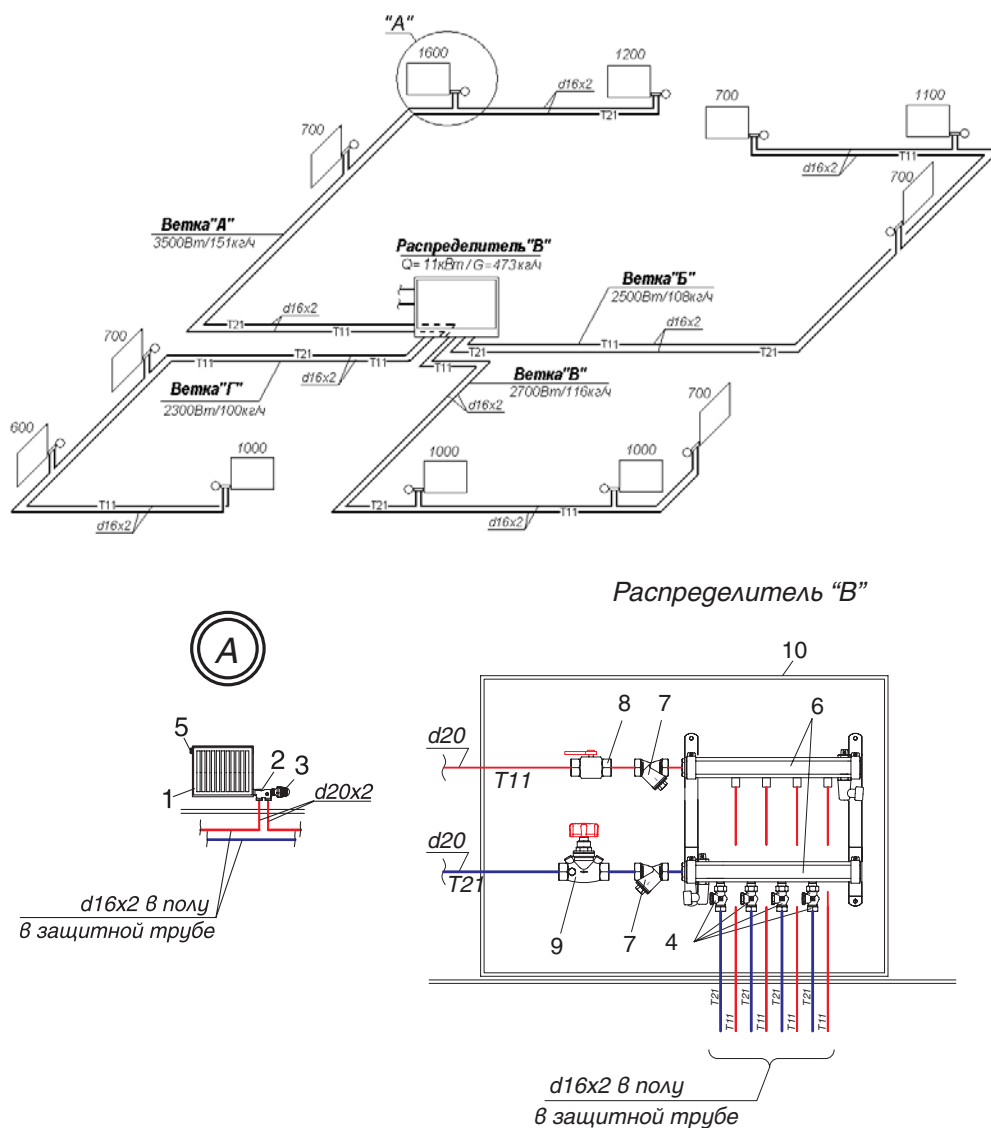 "А"
1600
1200
d16x2
T21
700
1100
T11
d16x2
700
700
Ветка"А"
3500Вт/151кг/ч
Распределитель"В"
Q= 11кВт / G=473кг/ч
Ветка"Б"
2500Вт/108кг/ч
d16x2
T21
T11
d16x2
T11
T21
T21
700
T11
T21
T11
d16x2
T11
Ветка"Г"
2300Вт/100кг/ч
Ветка"В"
2700Вт/116кг/ч
d16x2
700
600
1000
1000
1000
T11
d16x2
T21
T11
d16x2
Распределитель "В"
А
10
5
2
3
1
d20x2
d16x2 в полу
в защитной трубе
d20
T11
8
7
6
d20
T21
9
7
4
T21
T11
T21
T11
T21
T11
T21
T11
d16x2 в полу
в защитной трубе